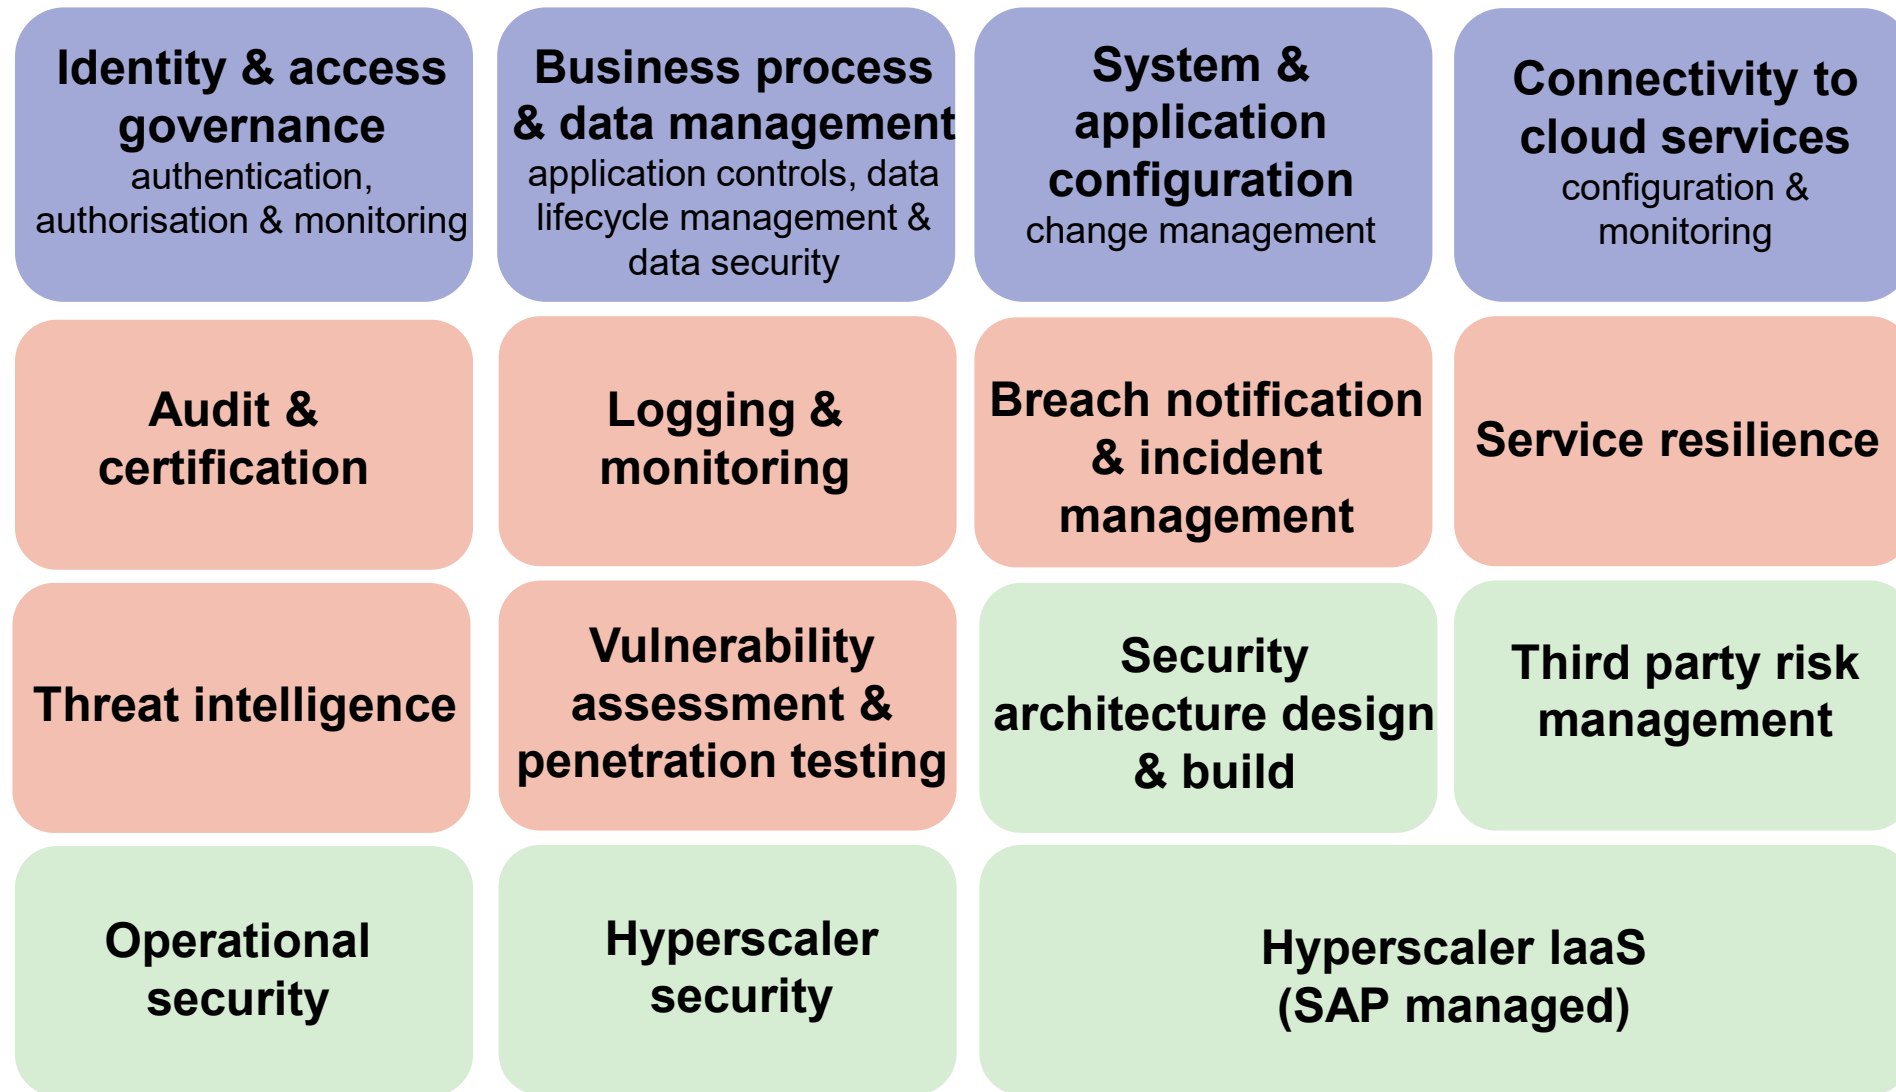 Identity & access
governance
authentication,
authorisation & monitoring
Business process
& data management
application controls, data
lifecycle management &
data security
System &
application
configuration
change management
Connectivity to
cloud services
configuration &
monitoring
Audit &
certification
Logging &
monitoring
Breach notification
& incident
management
Service resilience
Threat intelligence
Vulnerability
assessment &
penetration testing
Security
architecture design
& build
Third party risk
management
Operational
security
Hyperscaler
security
Hyperscaler IaaS
(SAP managed)